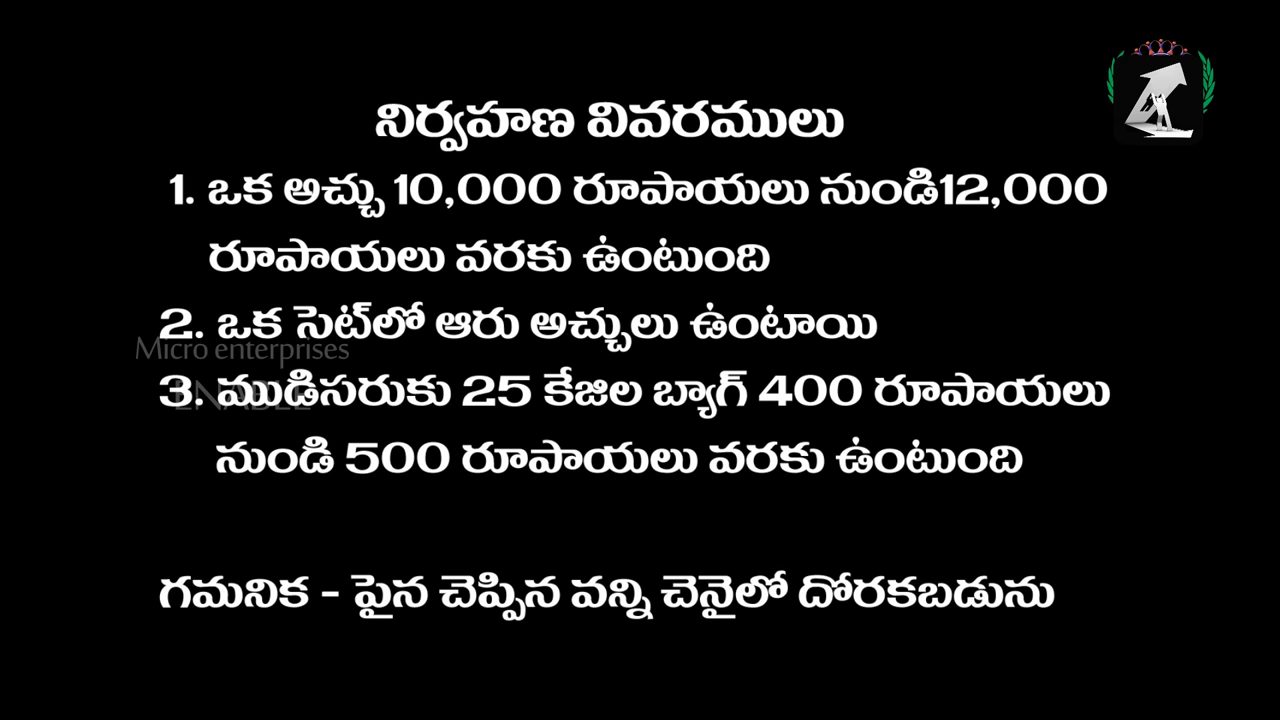 నిర్వహణ వివరములు
1. ఒక అచ్చు 10,000 రూపాయలు నుండి12,000
రూపాయలు వరకు ఉంటుంది
2. ఒక సెట్‌లో ఆరు అచ్చులు ఉంటాయి
Micro enterprises
3. ముడిసరుకు 25 కేజిల బ్యాగ్ 400 రూపాయలు
ENABLE
నుండి 500 రూపాయలు వరకు ఉంటుంది
గమనిక - పైన చెప్పిన వన్ని చెనైలో దోరకబడును